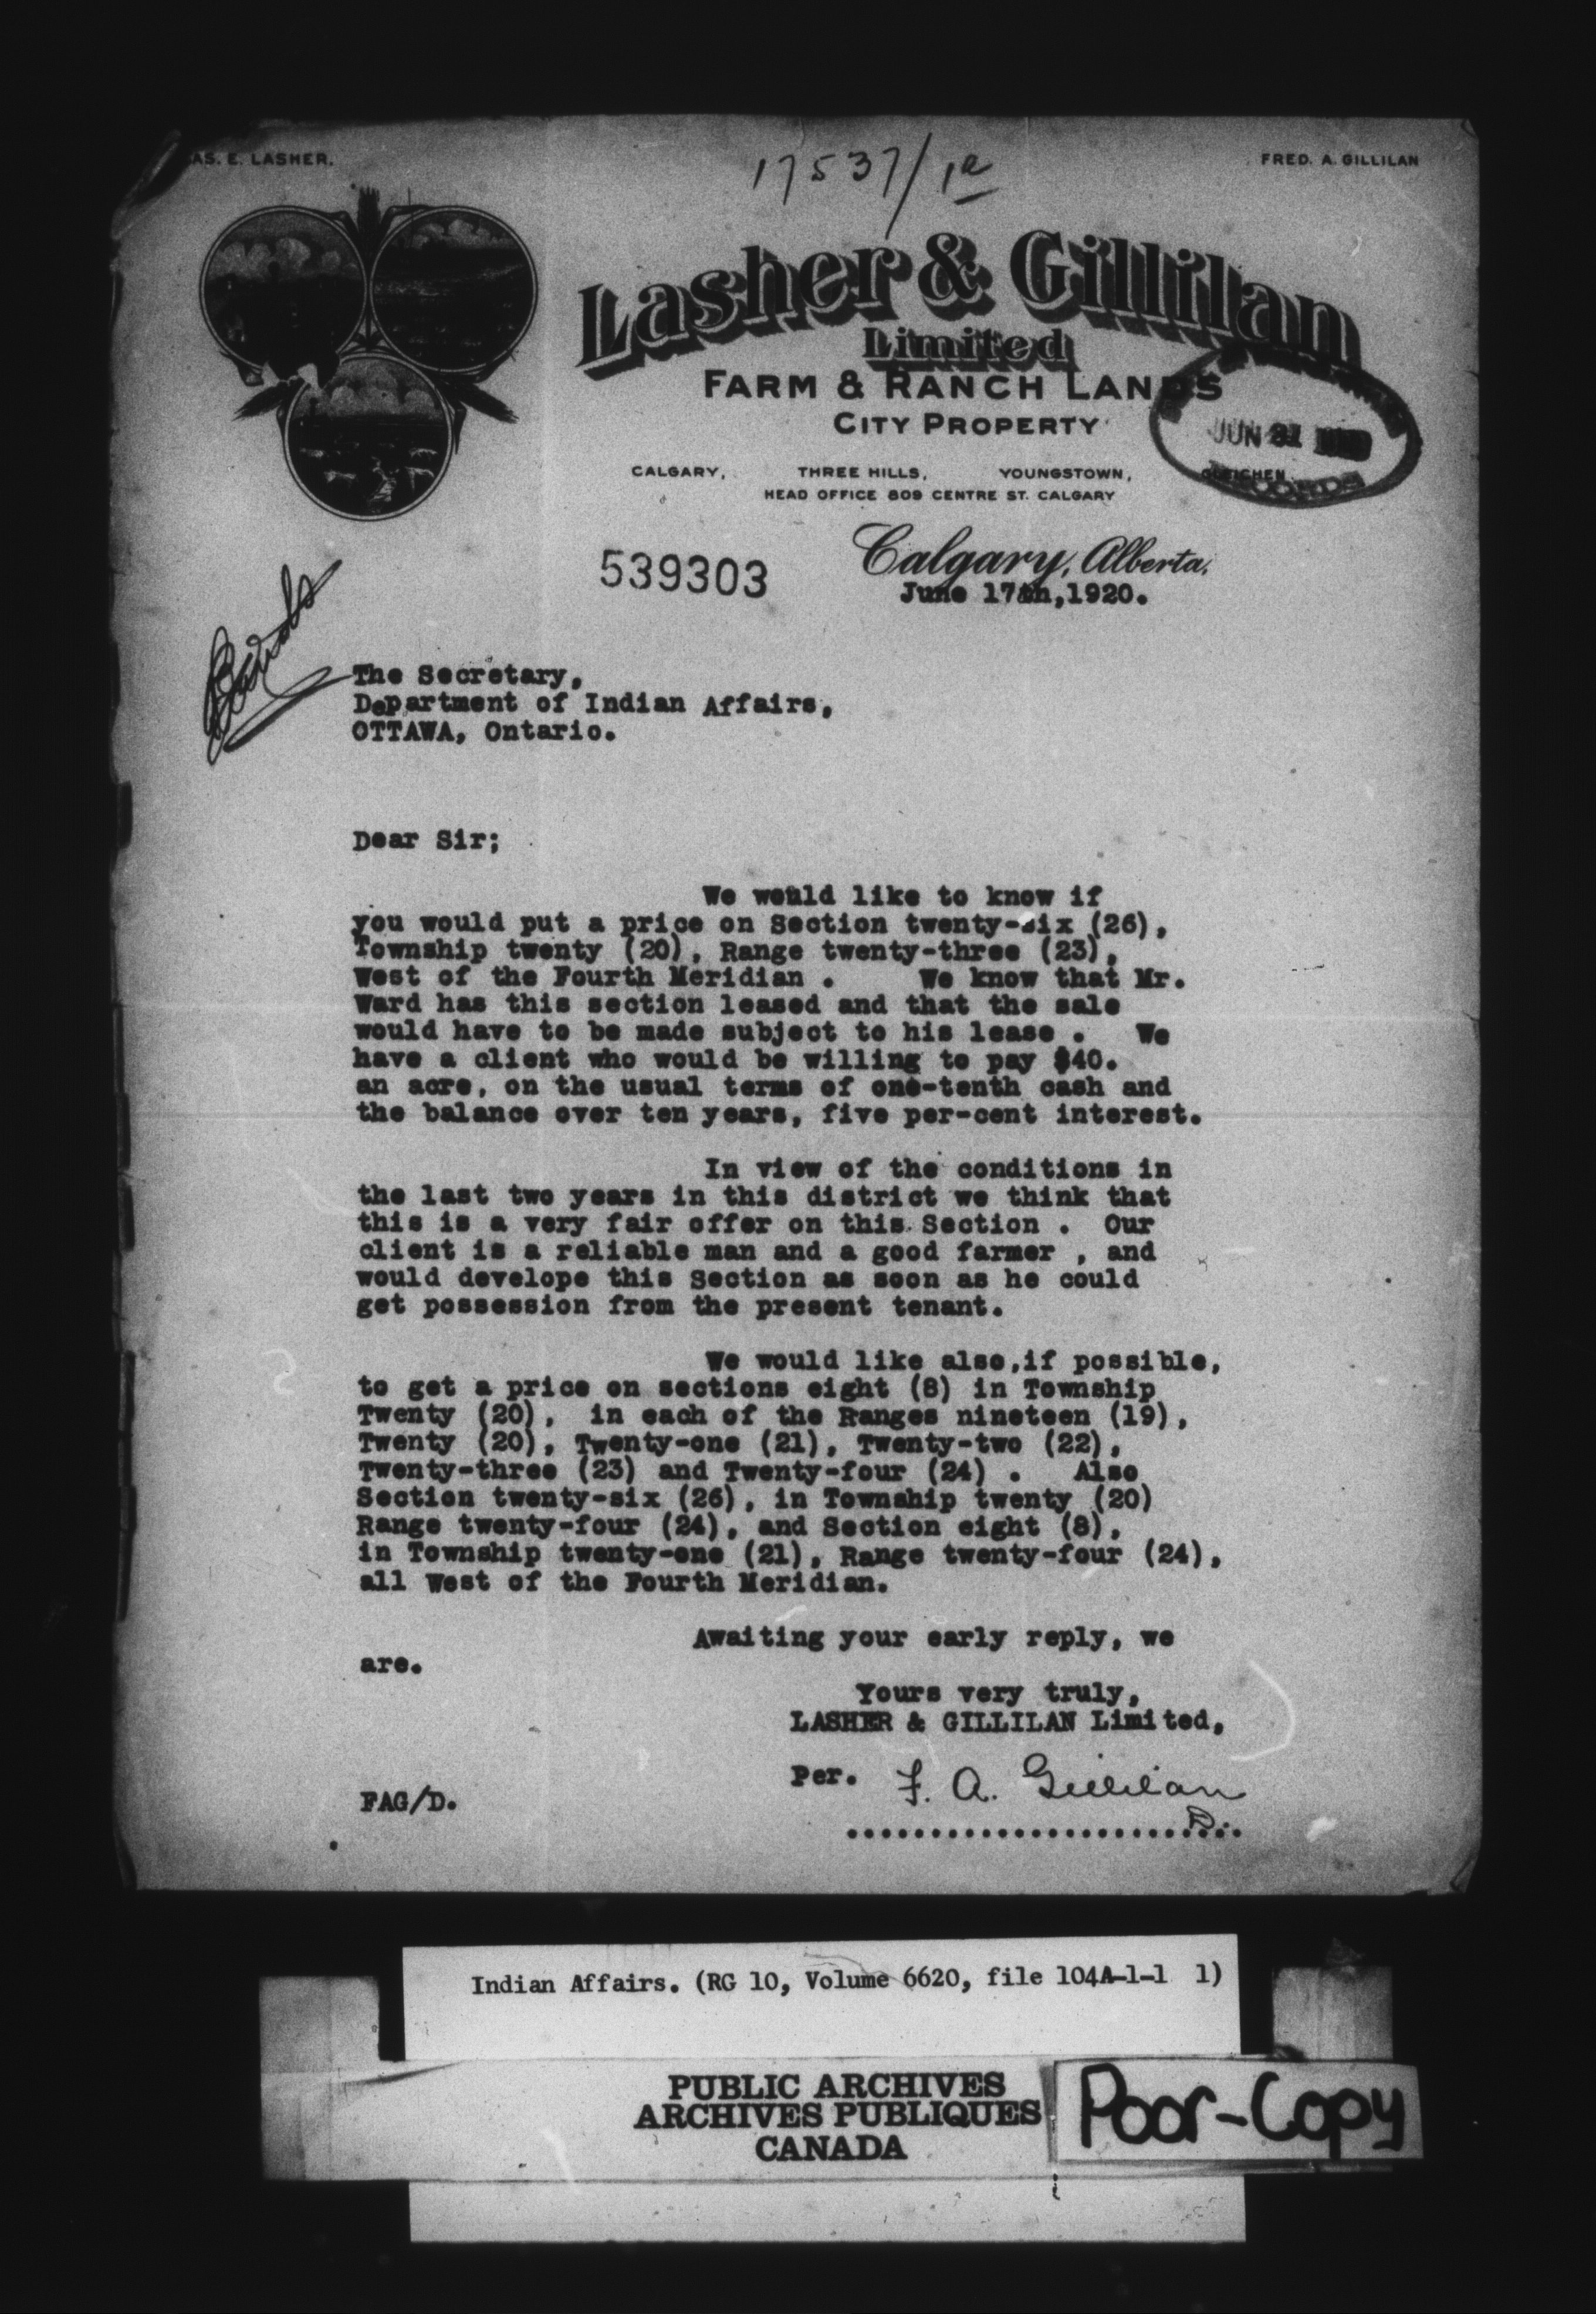 AS. E. LASHER.
FRED. A. GILLILAN
17537/1a
Lasher & Gillilan
Limited
FARM & RANCH LANDS
CITY PROPERTY
JUN 21
CALGARY, THREE HILLS, YOUNGSTOWN, GLEICHEN.
HEAD OFFICE 809 CENTRE ST. CALGARY
539303
Calgary, Alberta,
June 17th,1920.
The Secretary,
Department of Indian Affairs,
OTTAWA, Ontario.
Dear Sir;
We would like to know if
you would put a price on Section twenty-six (26),
Township twenty (20), Range twenty-three (23),
West of the Fourth Meridian . We know that Mr.
Ward has this section leased and that the sale
would have to be made subject to his lease . We
have a client who would be willing to pay $40.
an acre, on the usual terms of one-tenth cash and
the balance over ten years, five per-cent interest.
In view of the conditions in
the last two years in this district we think that
this is a very fair offer on this Section . Our
client is a reliable man and a good farmer , and
would develope this Section as soon as he could
get possession from the present tenant.
We would like also,if possible,
to get a price on sections eight (8) in Township
Twenty (20), in each of the Ranges nineteen (19),
Twenty (20), Twenty-one (21), Twenty-two (22),
Twenty-three (23) and Twenty-four (24) . Also
Section twenty-six (26), in Township twenty (20)
Range twenty-four (24), and Section eight (8),
in Township twenty-one (21), Range twenty-four (24),
all West of the Fourth Meridian.
Awaiting your early reply, we
are.
Yours very truly,
LASHER & GILLILAN Limited,
Per. F. A. Gillilan
D.
FAG/D.
Indian Affairs. (RG 10, Volume 6620, file 104A-1-1 1)
PUBLIC ARCHIVES
ARCHIVES PUBLIQUES
CANADA
Poor-Copy